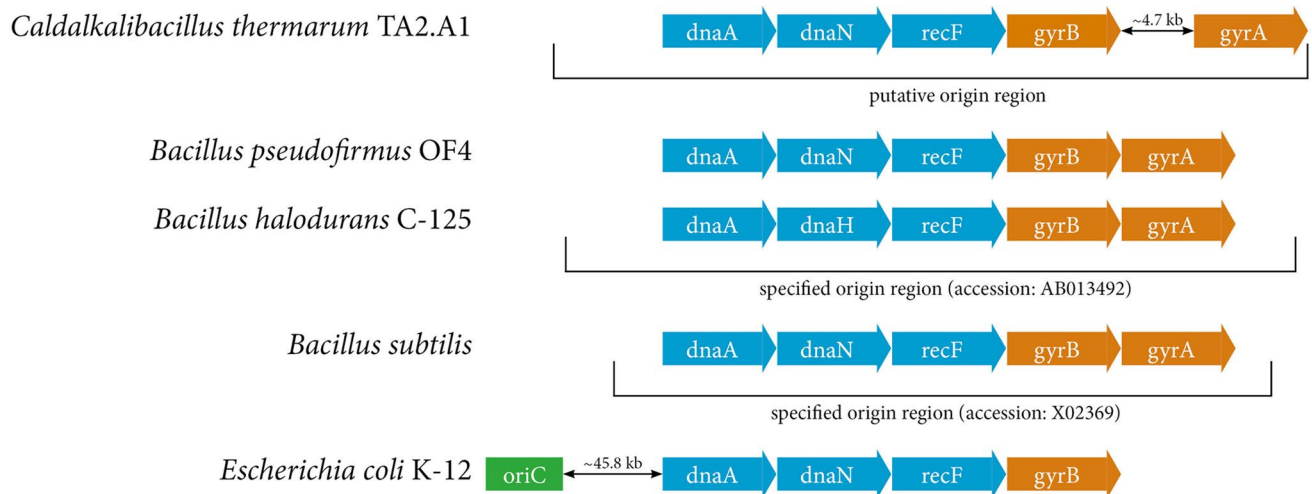 Caldalkalibacillus thermarum TA2.A1 dnaA dnaN recF gyrB ~4.7 kb gyrA
putative origin region
Bacillus pseudofirmus OF4 dnaA dnaN recF gyrB gyrA
Bacillus halodurans C-125 dnaA dnaH recF gyrB gyrA
specified origin region (accession: AB013492)
Bacillus subtilis dnaA dnaN recF gyrB gyrA
specified origin region (accession: X02369)
Escherichia coli K-12 oriC ~45.8 kb dnaA dnaN recF gyrB